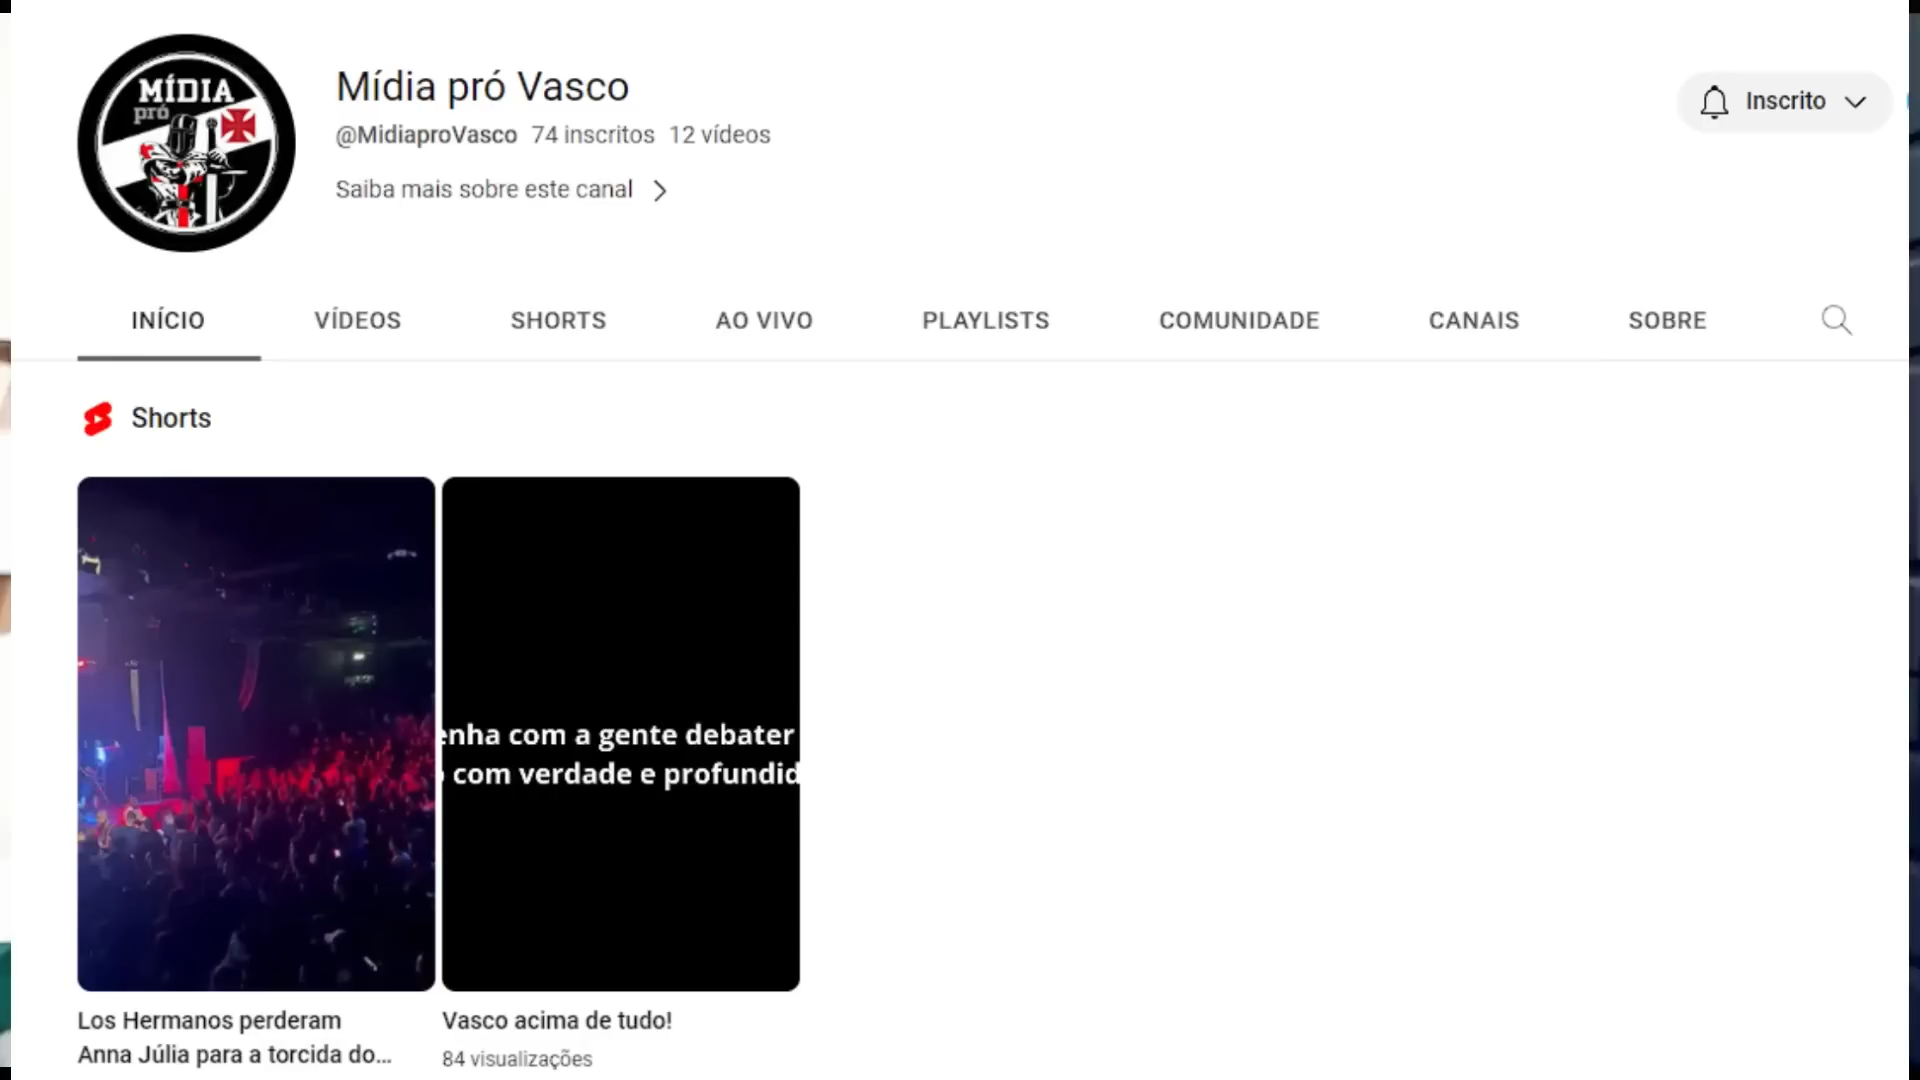 MÍDIA
pró
Mídia pró Vasco
@MidiaproVasco 74 inscritos 12 vídeos
Saiba mais sobre este canal
Inscrito
INÍCIO VÍDEOS SHORTS AO VIVO PLAYLISTS COMUNIDADE CANAIS SOBRE
Shorts
enha com a gente debater
com verdade e profundid
Los Hermanos perderam
Anna Júlia para a torcida do...
Vasco acima de tudo!
84 visualizações